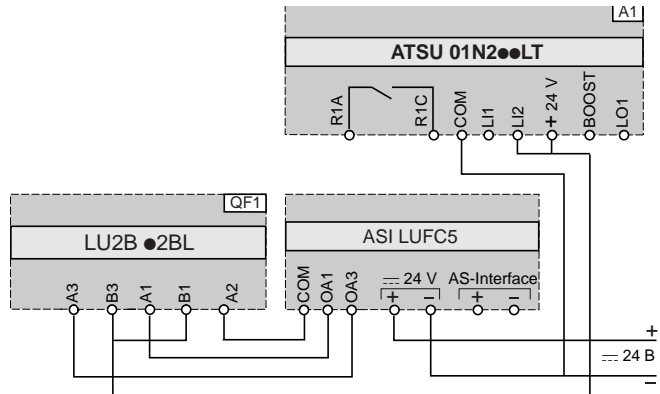 A1
ATSU 01N2●●LT
R1A
R1C
COM
LI1
LI2
+ 24 V
BOOST
LO1
QF1
LU2B ●2BL
ASI LUFC5
A3
B3
A1
B1
A2
COM
OA1
OA3
24 V
AS-Interface
+ − + −
+
24 B
−